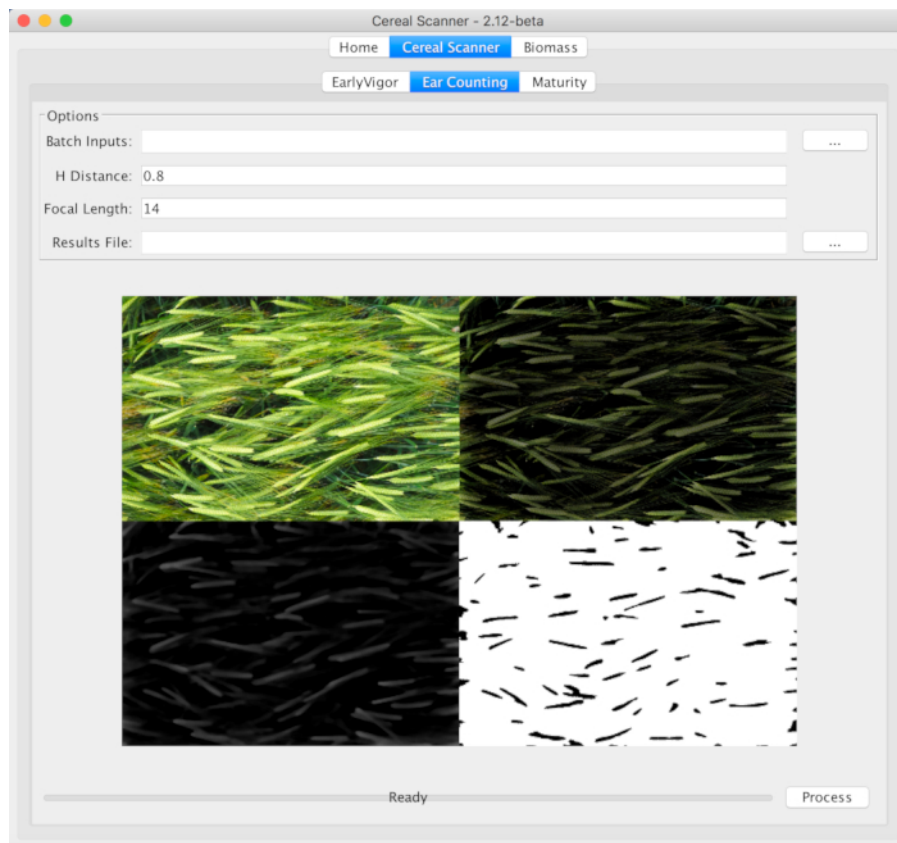 Cereal Scanner - 2.12-beta
Home Cereal Scanner Biomass
EarlyVigor Ear Counting Maturity
Options
Batch Inputs: ...
H Distance: 0.8
Focal Length: 14
Results File: ...
Ready Process